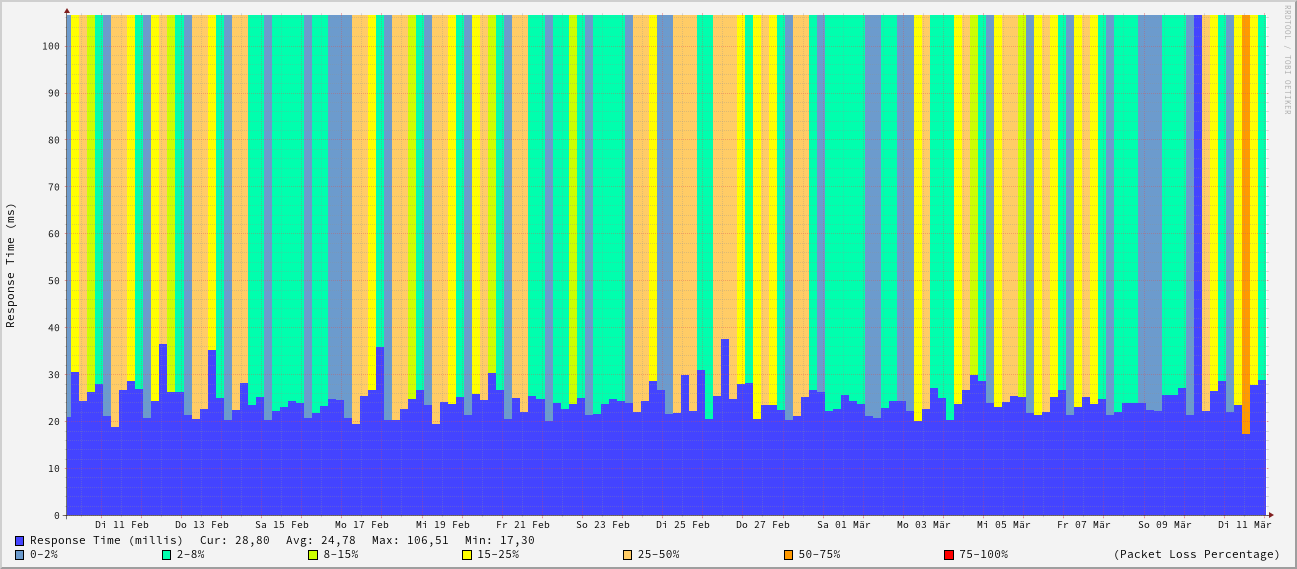 100
90
80
70
60
50
40
30
20
10
0
Response Time (ms)
RRDTOOL / TOBI OETIKER
Di 11 Feb Do 13 Feb Sa 15 Feb Mo 17 Feb Mi 19 Feb Fr 21 Feb So 23 Feb Di 25 Feb Do 27 Feb Sa 01 Mär Mo 03 Mär Mi 05 Mär Fr 07 Mär So 09 Mär Di 11 Mär
Response Time (millis) Cur: 28,80 Avg: 24,78 Max: 106,51 Min: 17,30
0-2% 2-8% 8-15% 15-25% 25-50% 50-75% 75-100% (Packet Loss Percentage)